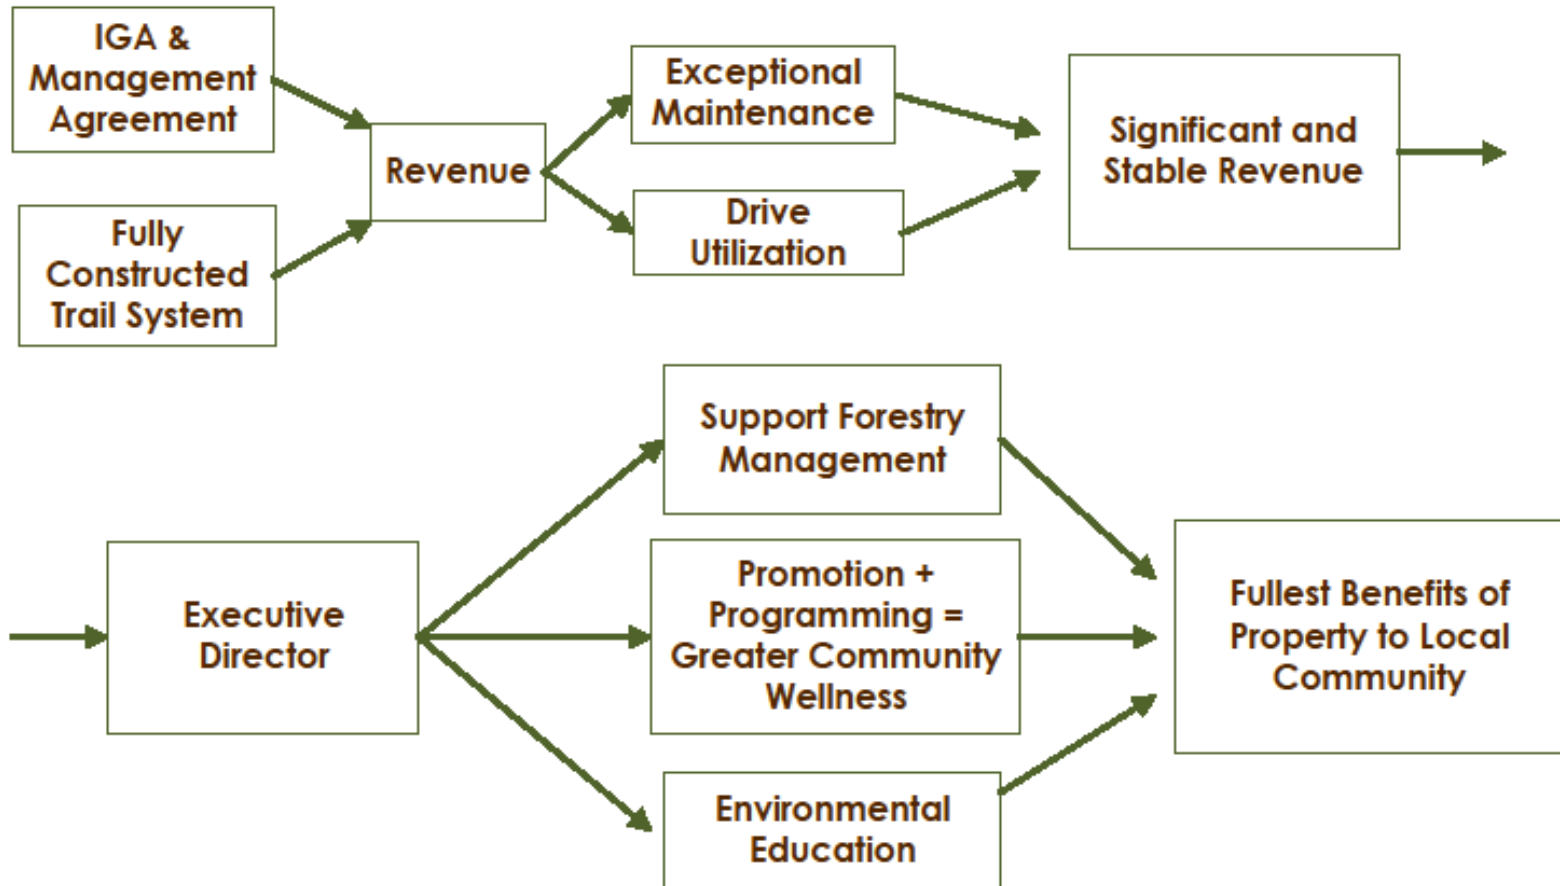 IGA &
Management
Agreement
Fully
Constructed
Trail System
Revenue
Exceptional
Maintenance
Drive
Utilization
Significant and
Stable Revenue
Executive
Director
Support Forestry
Management
Promotion +
Programming =
Greater Community
Wellness
Environmental
Education
Fullest Benefits of
Property to Local
Community